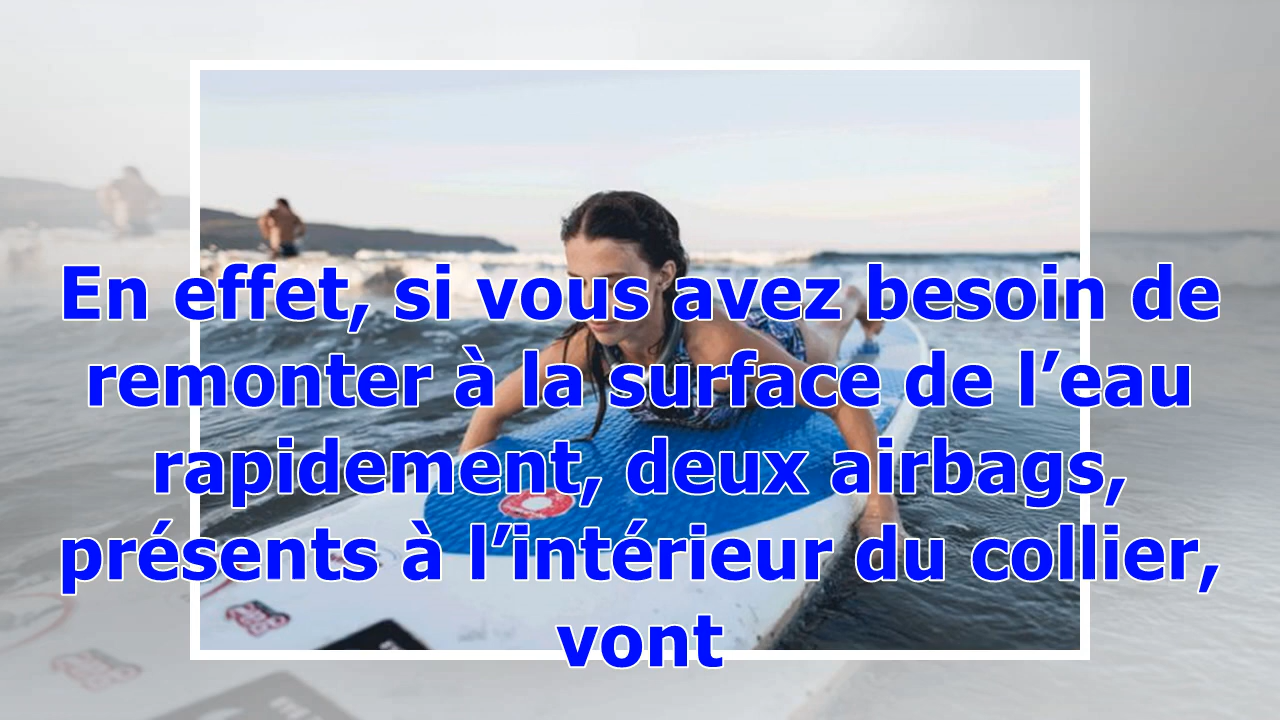 En effet, si vous avez besoin de
remonter à la surface de l’eau
rapidement, deux airbags,
présents à l’intérieur du collier,
vont